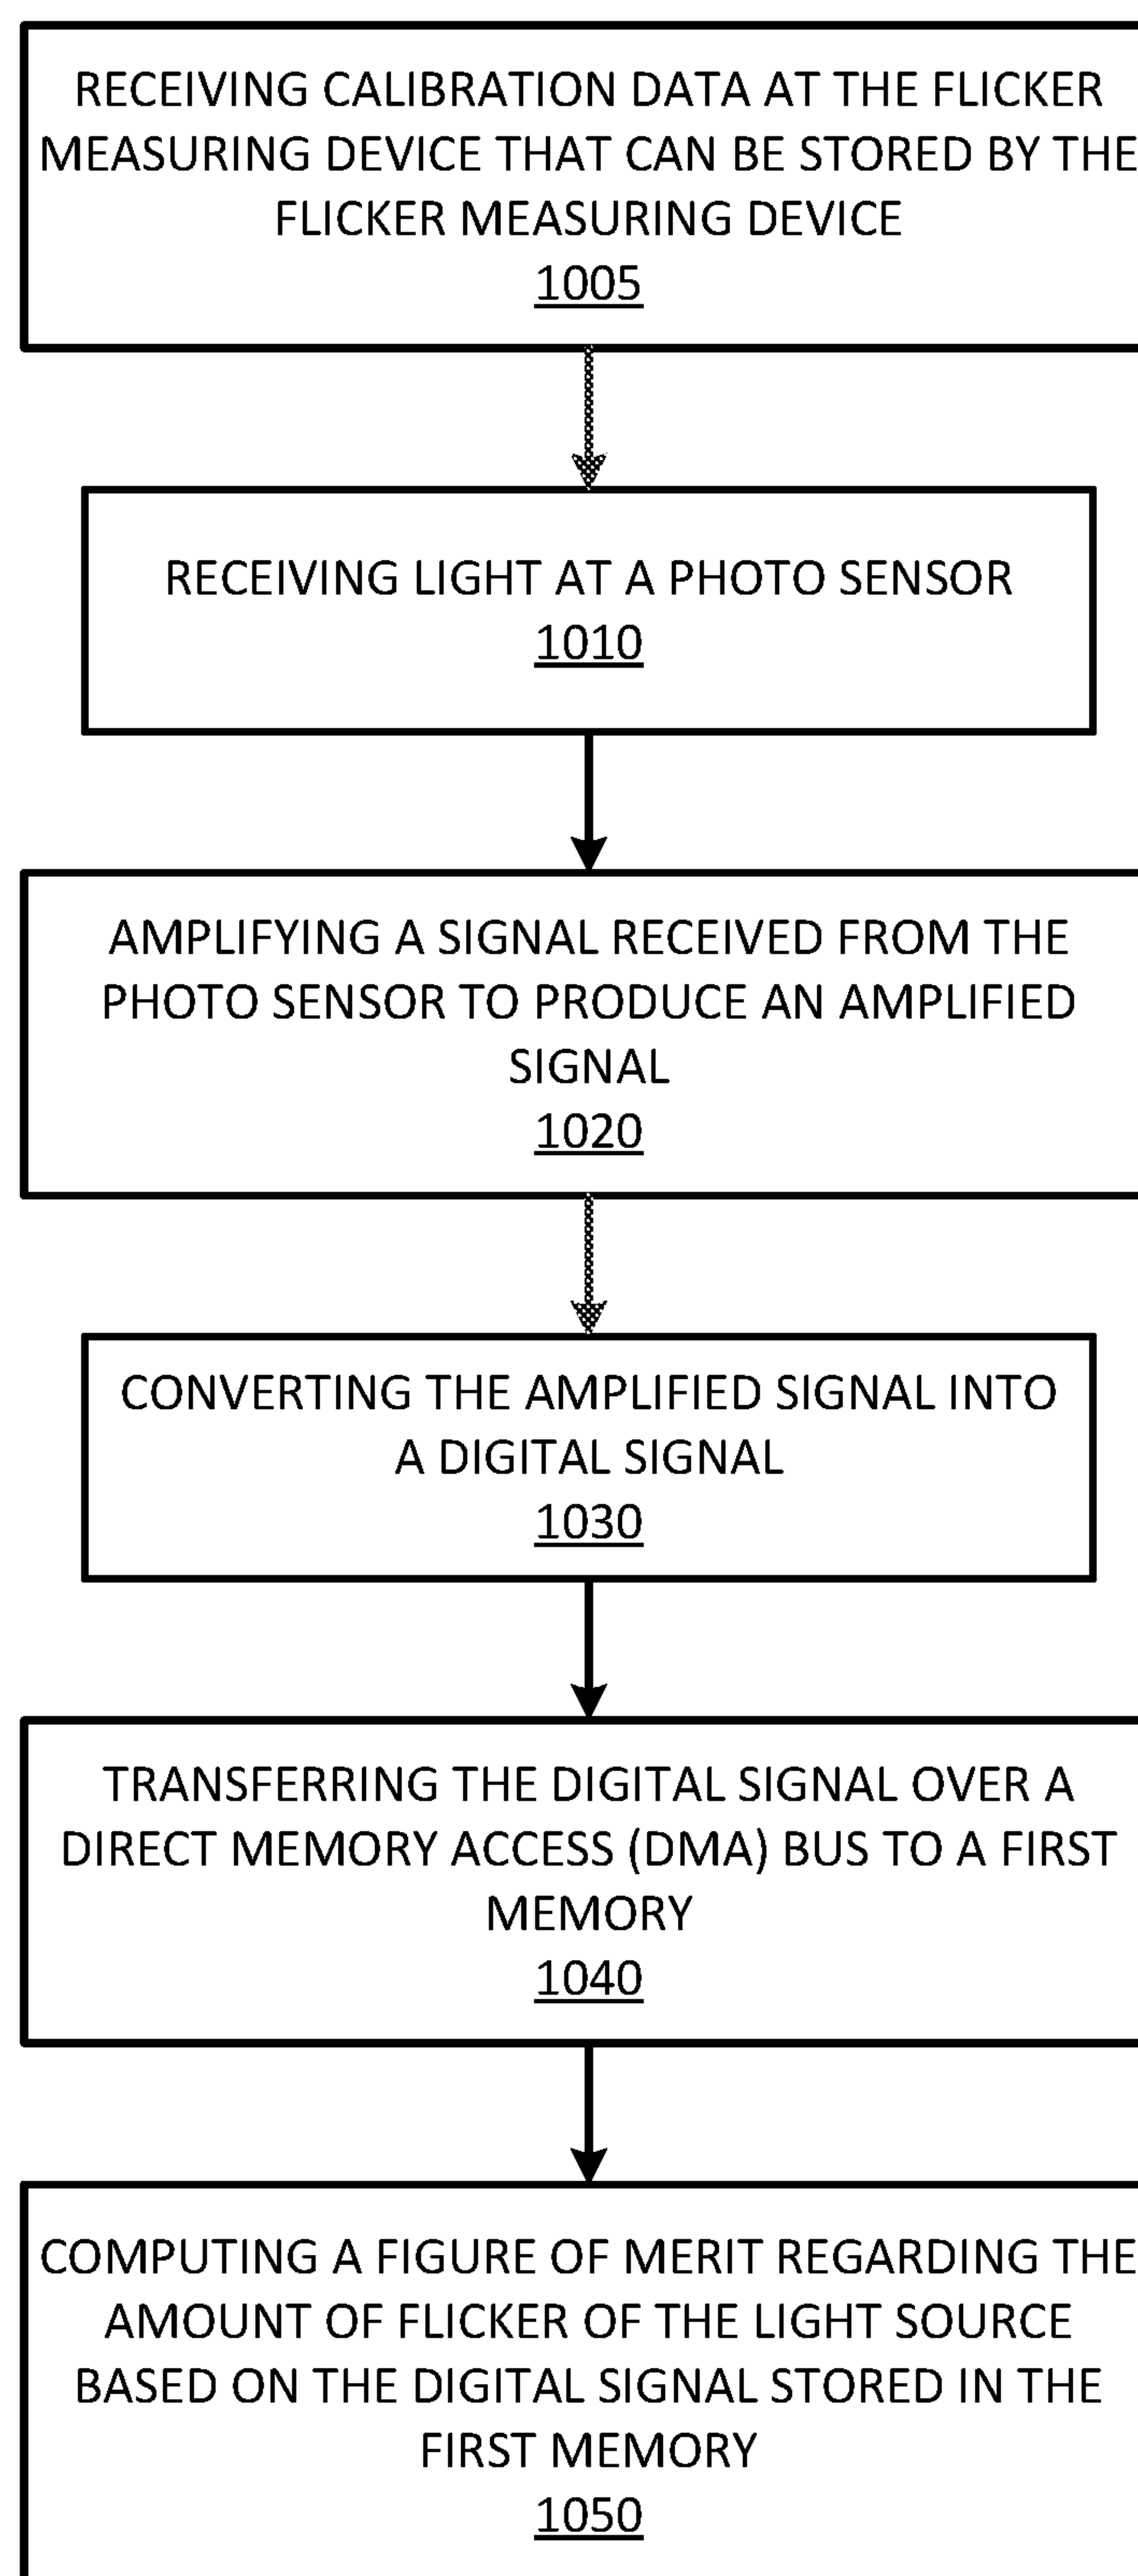 RECEIVING CALIBRATION DATA AT THE FLICKER
MEASURING DEVICE THAT CAN BE STORED BY THE
FLICKER MEASURING DEVICE
1005
RECEIVING LIGHT AT A PHOTO SENSOR
1010
AMPLIFYING A SIGNAL RECEIVED FROM THE
PHOTO SENSOR TO PRODUCE AN AMPLIFIED
SIGNAL
1020
CONVERTING THE AMPLIFIED SIGNAL INTO
A DIGITAL SIGNAL
1030
TRANSFERRING THE DIGITAL SIGNAL OVER A
DIRECT MEMORY ACCESS (DMA) BUS TO A FIRST
MEMORY
1040
COMPUTING A FIGURE OF MERIT REGARDING THE
AMOUNT OF FLICKER OF THE LIGHT SOURCE
BASED ON THE DIGITAL SIGNAL STORED IN THE
FIRST MEMORY
1050